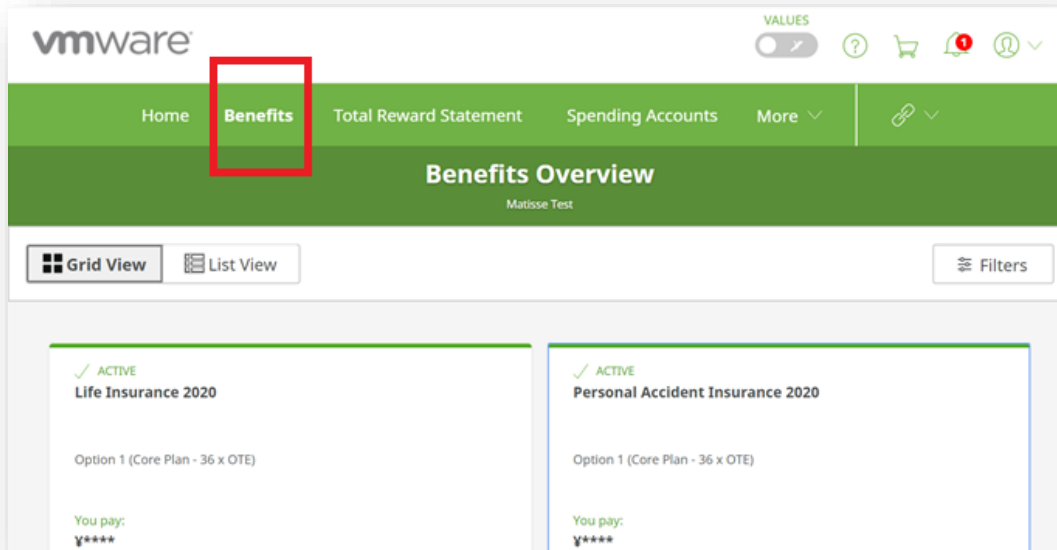 VALUES
vmware
1
Home Benefits Total Reward Statement Spending Accounts More
Benefits Overview
Matisse Test
Grid View List View Filters
ACTIVE
Life Insurance 2020
Option 1 (Core Plan - 36 x OTE)
You pay:
¥****
ACTIVE
Personal Accident Insurance 2020
Option 1 (Core Plan - 36 x OTE)
You pay:
¥****